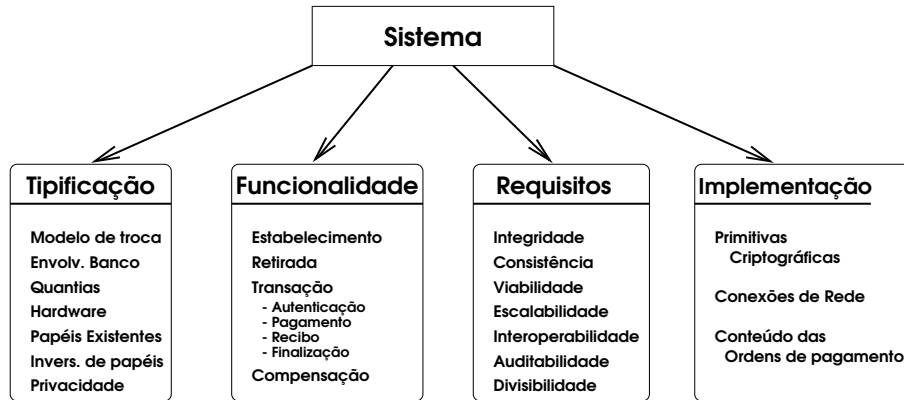 Sistema
Tipificação
Modelo de troca
Envolv. Banco
Quantias
Hardware
Papéis Existentes
Invers. de papéis
Privacidade
Funcionalidade
Estabelecimento
Retirada
Transação
- Autenticação
- Pagamento
- Recibo
- Finalização
Compensação
Requisitos
Integridade
Consistência
Viabilidade
Escalabilidade
Interoperabilidade
Auditabilidade
Divisibilidade
Implementação
Primitivas
Criptográficas
Conexões de Rede
Conteúdo das
Ordens de pagamento